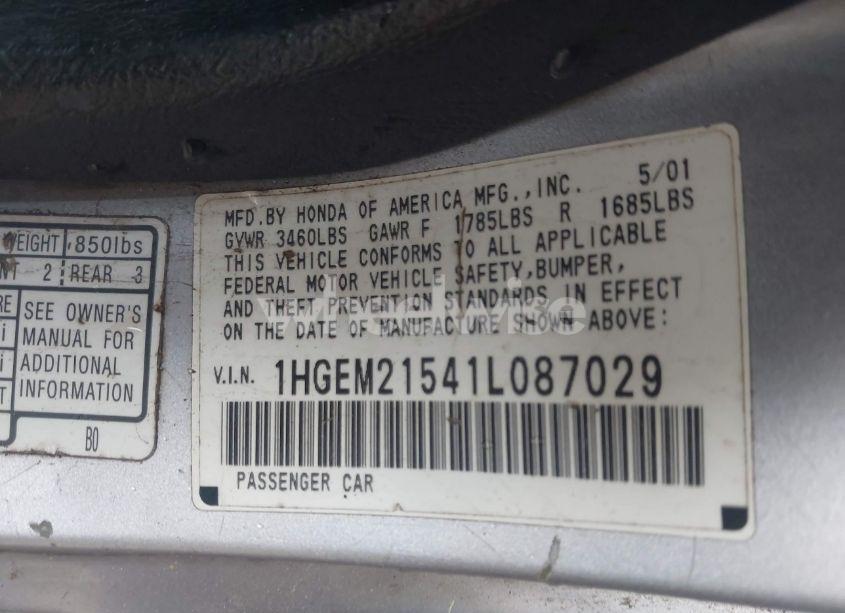 WEIGHT 850lbs
2 REAR 3
SEE OWNER'S
MANUAL FOR
ADDITIONAL
INFORMATION
B0
5/01
MFD.BY HONDA OF AMERICA MFG.,INC.
GVWR 3460LBS GAWR F 1785LBS R 1685LBS
THIS VEHICLE CONFORMS TO ALL APPLICABLE
FEDERAL MOTOR VEHICLE SAFETY,BUMPER,
AND THEFT PREVENTION STANDARDS IN EFFECT
ON THE DATE OF MANUFACTURE SHOWN ABOVE:
V.I.N. 1HGEM21541L087029
PASSENGER CAR